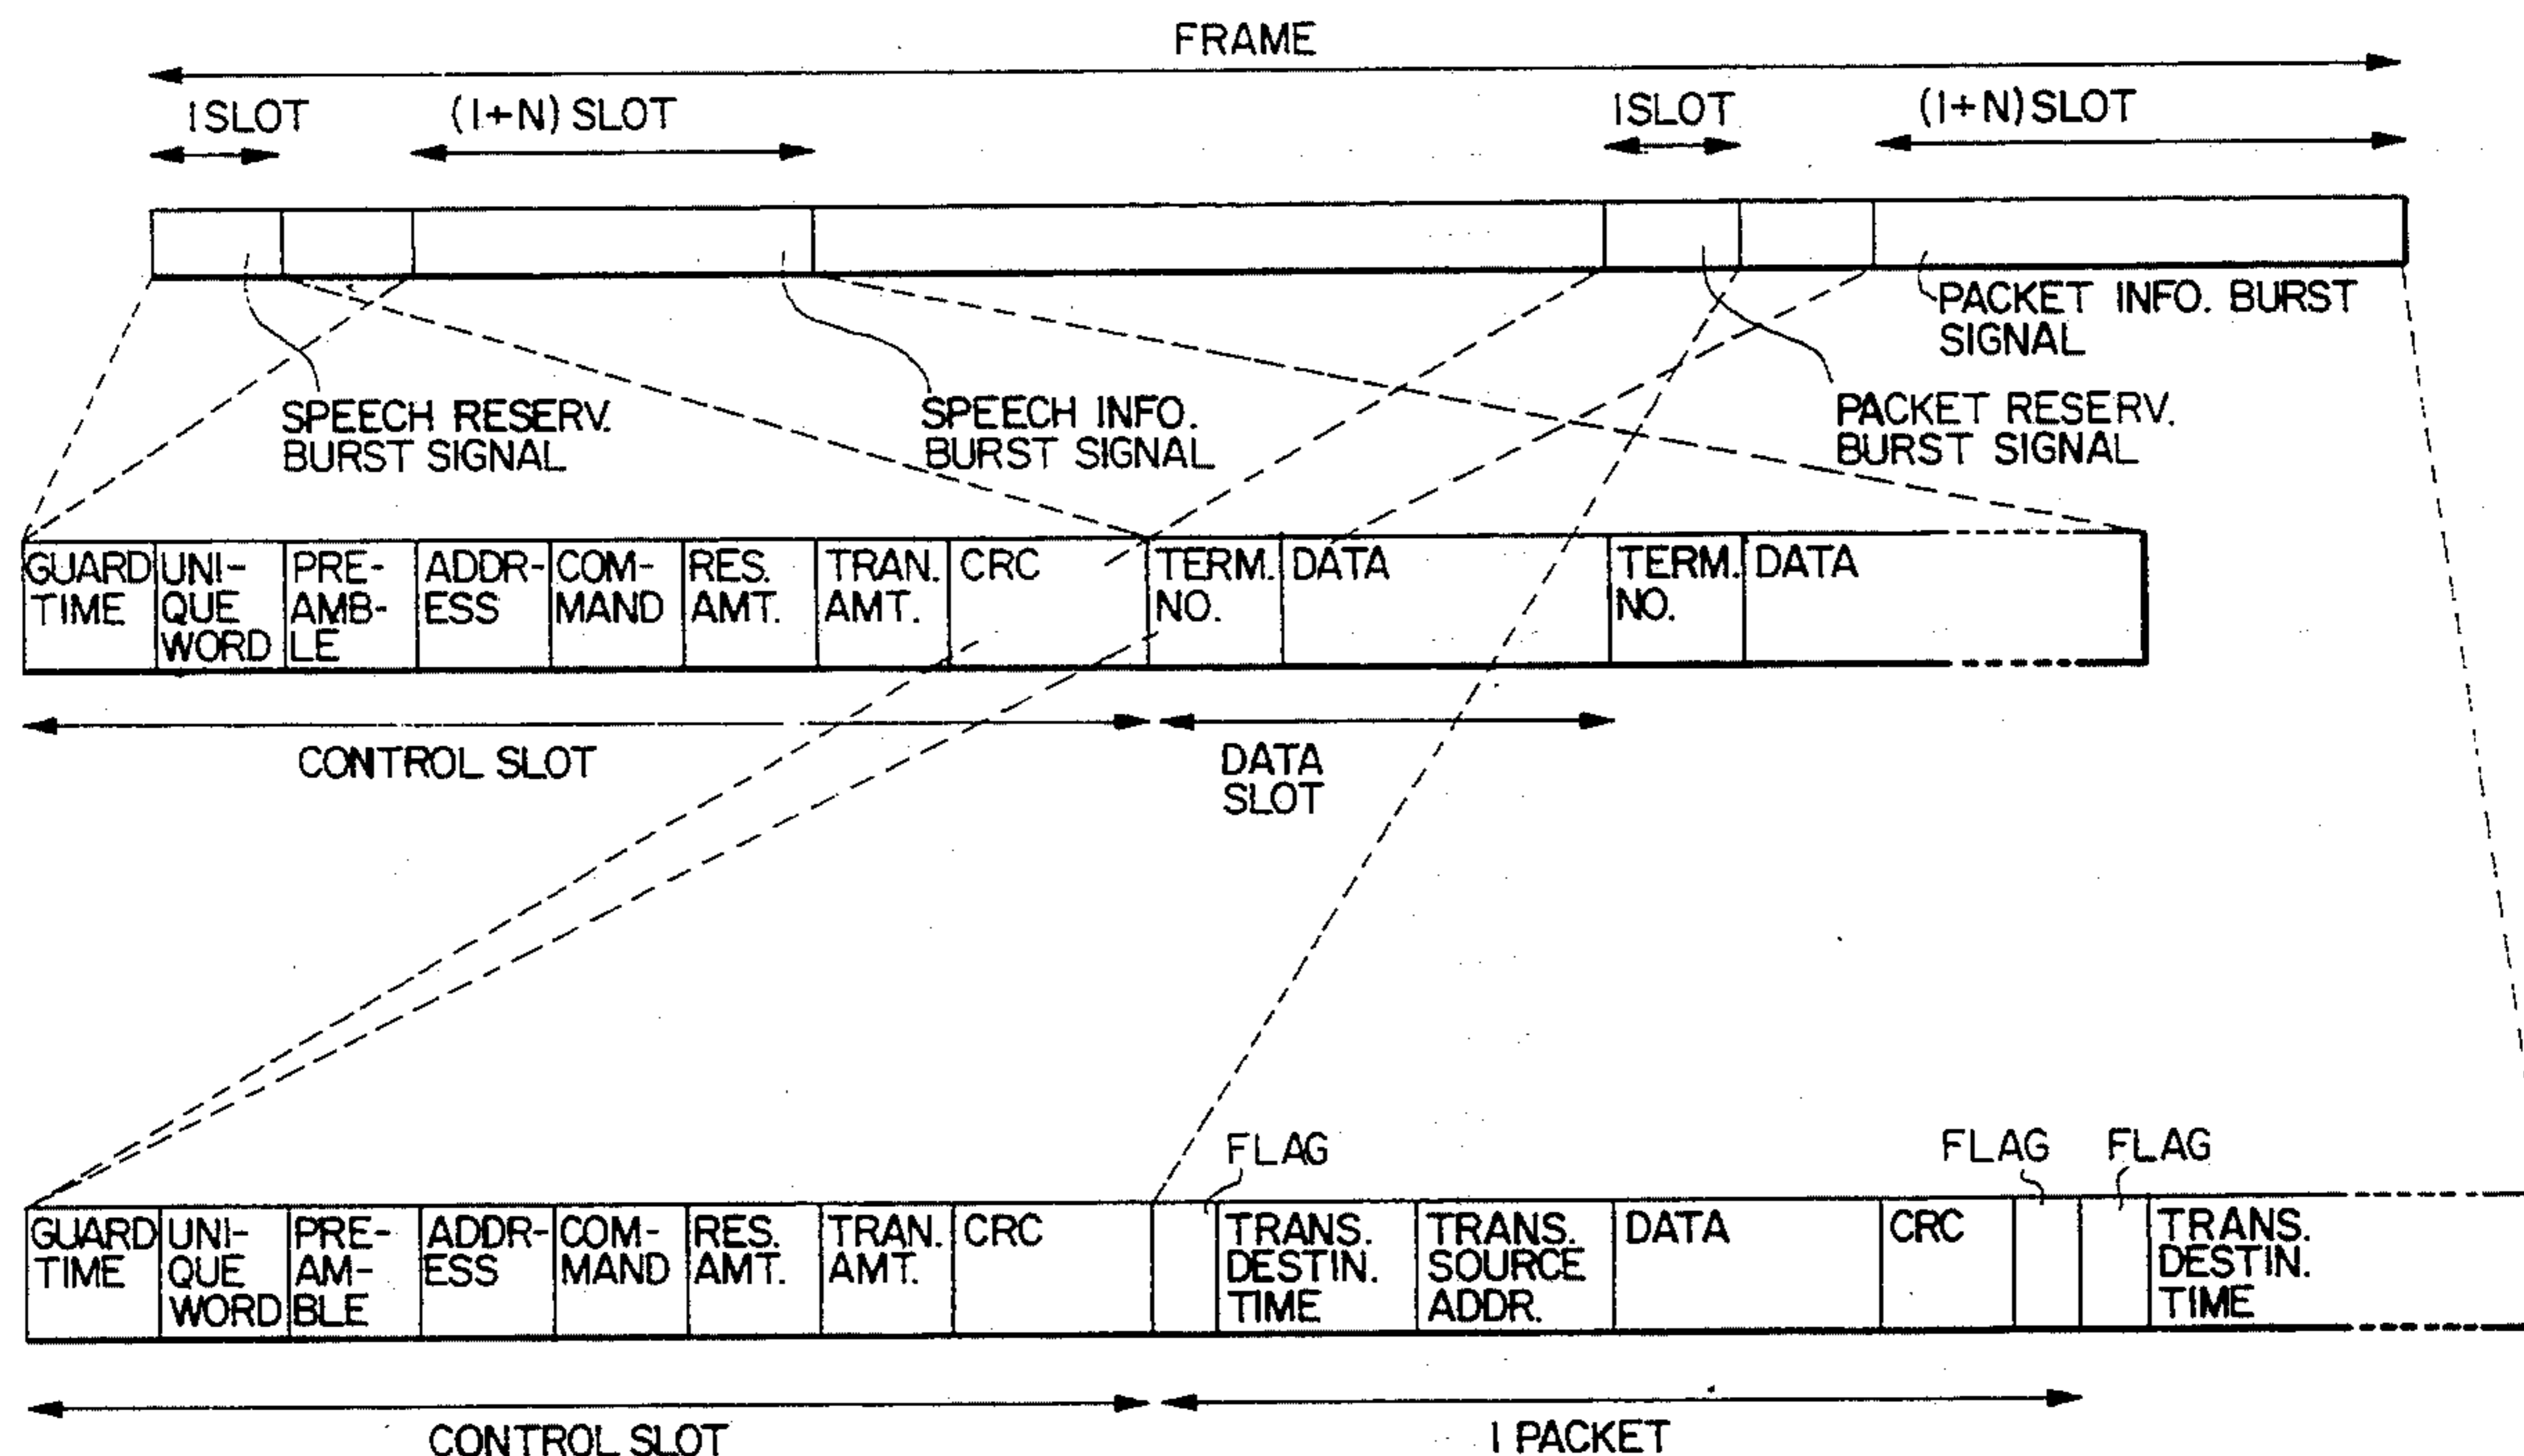 FRAME
1 SLOT
(1+N) SLOT
1 SLOT
(1+N) SLOT
PACKET INFO. BURST
SIGNAL
SPEECH RESERV.
BURST SIGNAL
SPEECH INFO.
BURST SIGNAL
PACKET RESERV.
BURST SIGNAL
GUARD
TIME
UNI-
QUE
WORD
PRE-
AMB-
LE
ADDR-
ESS
COM-
MAND
RES.
AMT.
TRAN.
AMT.
CRC
TERM.
NO.
DATA
TERM.
NO.
DATA
CONTROL SLOT
DATA
SLOT
FLAG
FLAG
FLAG
GUARD
TIME
UNI-
QUE
WORD
PRE-
AM-
BLE
ADDR-
ESS
COM-
MAND
RES.
AMT.
TRAN.
AMT.
CRC
TRANS.
DESTIN.
TIME
TRANS.
SOURCE
ADDR.
DATA
CRC
TRANS.
DESTIN.
TIME
CONTROL SLOT
1 PACKET